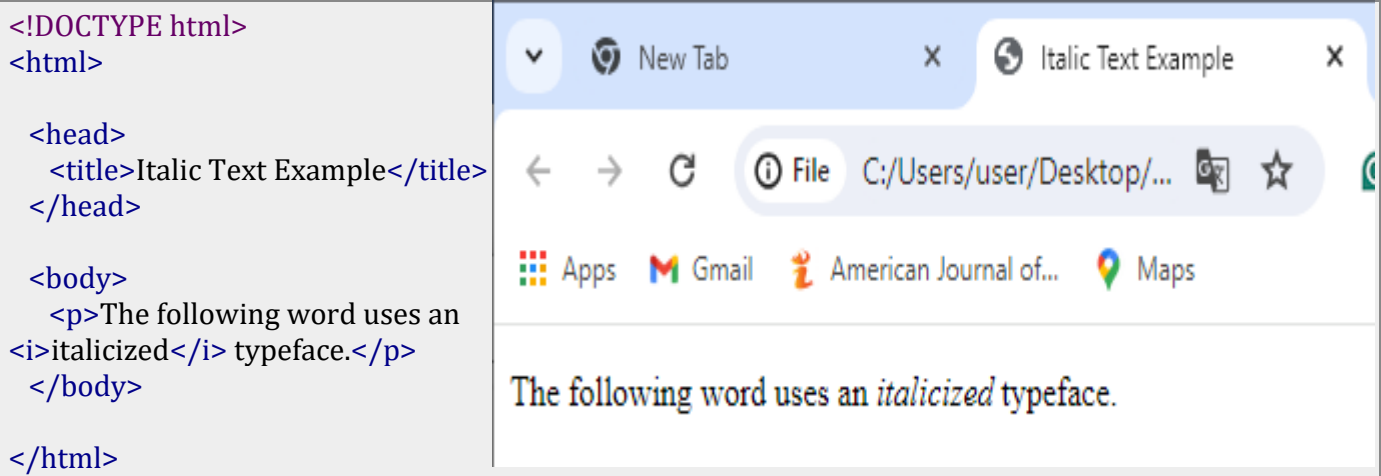 <!DOCTYPE html>
<html>
<head>
<title>Italic Text Example</title>
</head>
<body>
<p>The following word uses an
<i>italicized</i> typeface.</p>
</body>
</html>
New Tab
Italic Text Example
File C:/Users/user/Desktop/...
Apps Gmail American Journal of... Maps
The following word uses an italicized typeface.